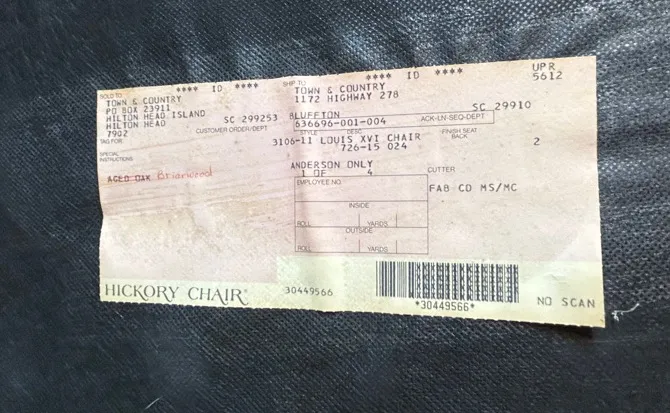 **** ID ****
SOLD TO
TOWN & COUNTRY
PO BOX 23911
HILTON HEAD ISLAND
HILTON HEAD SC 299253
7902 CUSTOMER ORDER/DEPT
TAG FOR
SPECIAL INSTRUCTIONS
AGED OAK Briarwood
SHIP TO **** ID ****
TOWN & COUNTRY
1172 HIGHWAY 278
UPR
5612
BLUFFTON SC 29910
636696-001-004 ACK-LN-SEQ-DEPT
STYLE DESC FINISH SEAT BACK
3106-11 LOUIS XVI CHAIR 2
726-15 024
ANDERSON ONLY
1 OF 4 CUTTER
EMPLOYEE NO. FAB CD MS/MC
INSIDE
ROLL YARDS
OUTSIDE
ROLL YARDS
HICKORY CHAIR® 30449566 *30449566* NO SCAN